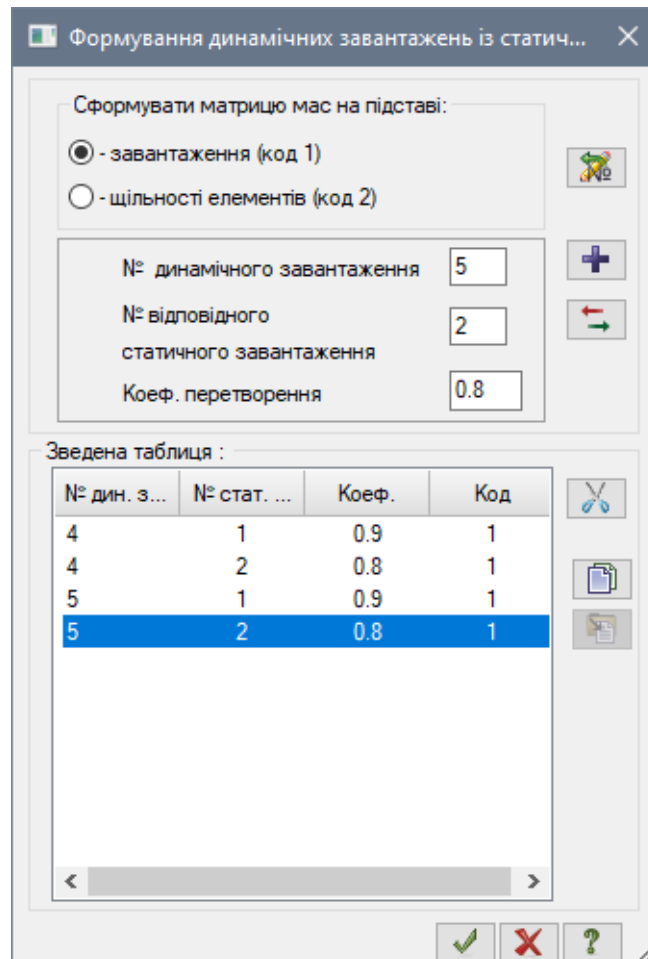 Формування динамічних завантажень із статич...
Сформувати матрицю мас на підставі:
- завантаження (код 1)
- щільності елементів (код 2)
№
№ динамічного завантаження 5
№ відповідного
статичного завантаження 2
Коеф. перетворення 0.8
Зведена таблиця :
№ дин. з... № стат. ... Коеф. Код
4 1 0.9 1
4 2 0.8 1
5 1 0.9 1
5 2 0.8 1
?